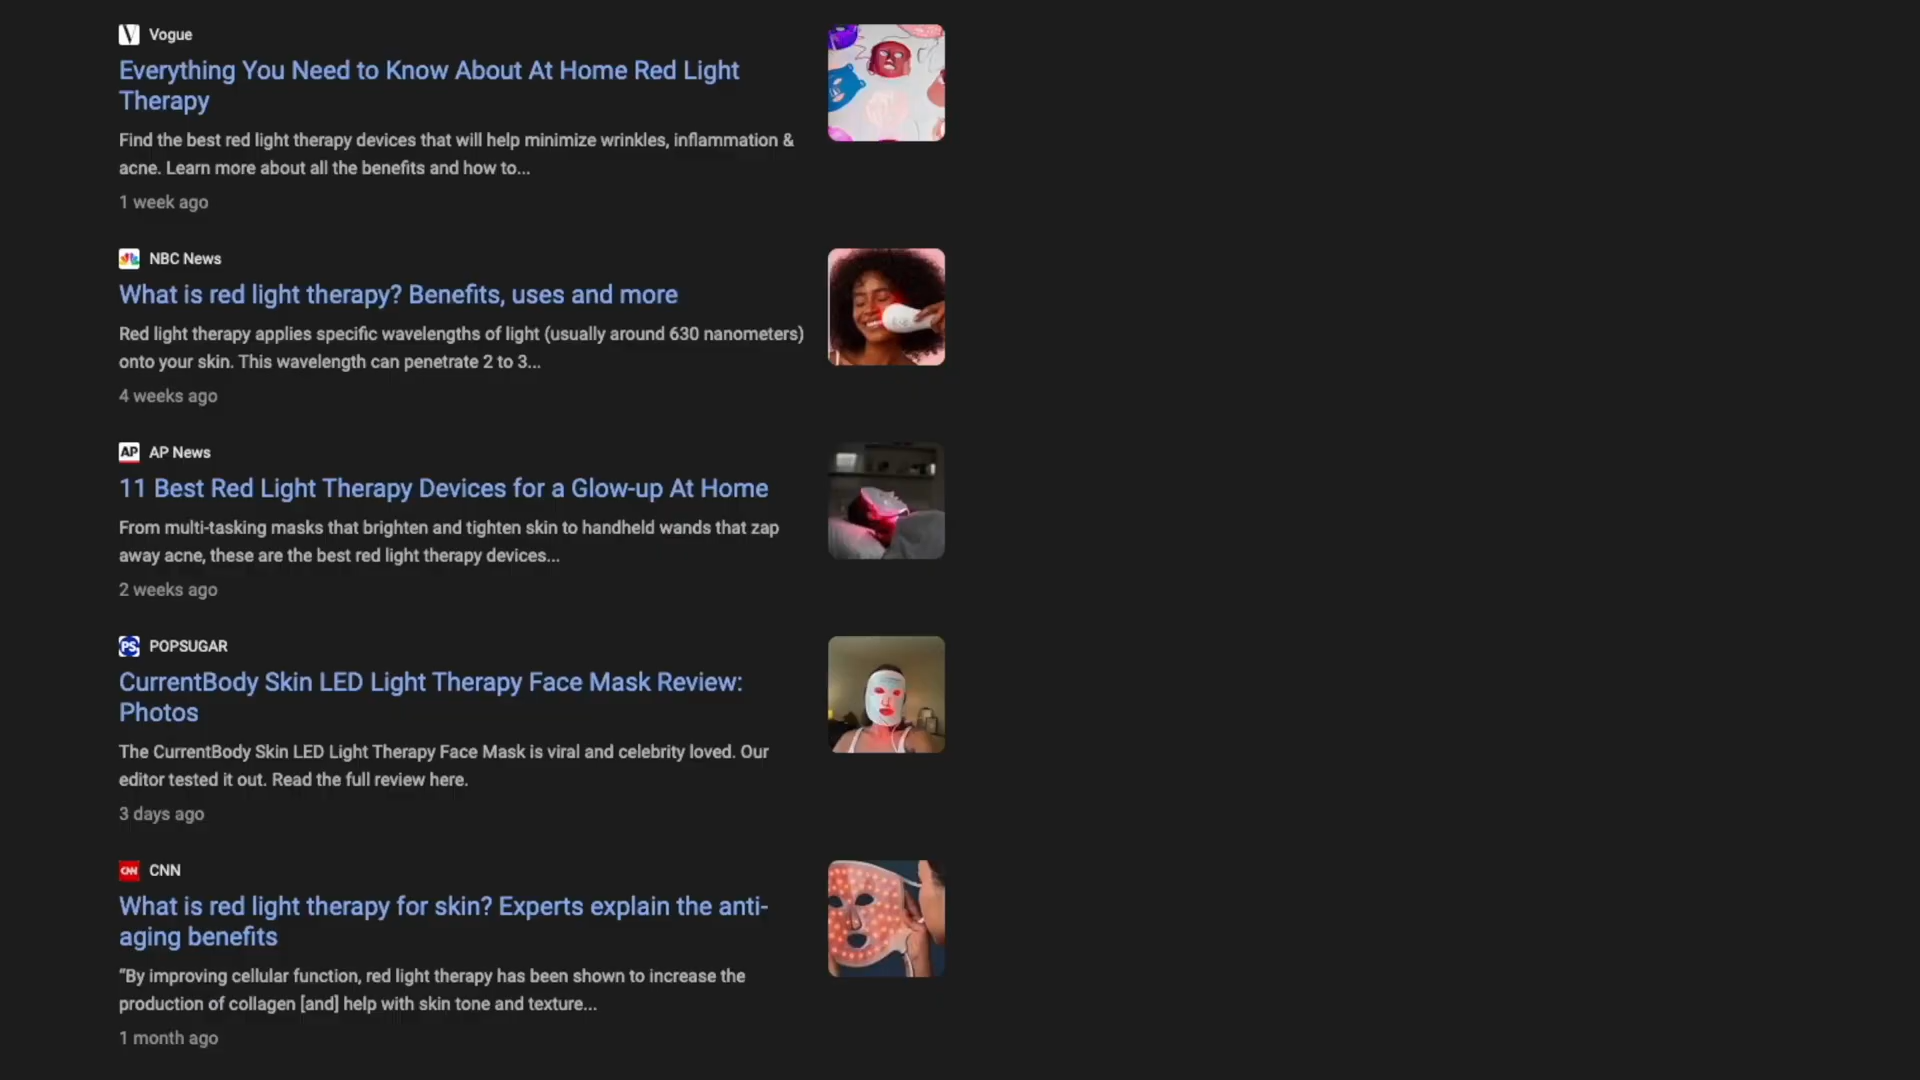 Vogue
Everything You Need to Know About At Home Red Light
Therapy
Find the best red light therapy devices that will help minimize wrinkles, inflammation &
acne. Learn more about all the benefits and how to...
1 week ago
NBC News
What is red light therapy? Benefits, uses and more
Red light therapy applies specific wavelengths of light (usually around 630 nanometers)
onto your skin. This wavelength can penetrate 2 to 3...
4 weeks ago
AP AP News
11 Best Red Light Therapy Devices for a Glow-up At Home
From multi-tasking masks that brighten and tighten skin to handheld wands that zap
away acne, these are the best red light therapy devices...
2 weeks ago
PS POPSUGAR
CurrentBody Skin LED Light Therapy Face Mask Review:
Photos
The CurrentBody Skin LED Light Therapy Face Mask is viral and celebrity loved. Our
editor tested it out. Read the full review here.
3 days ago
CNN CNN
What is red light therapy for skin? Experts explain the anti-
aging benefits
“By improving cellular function, red light therapy has been shown to increase the
production of collagen [and] help with skin tone and texture...
1 month ago